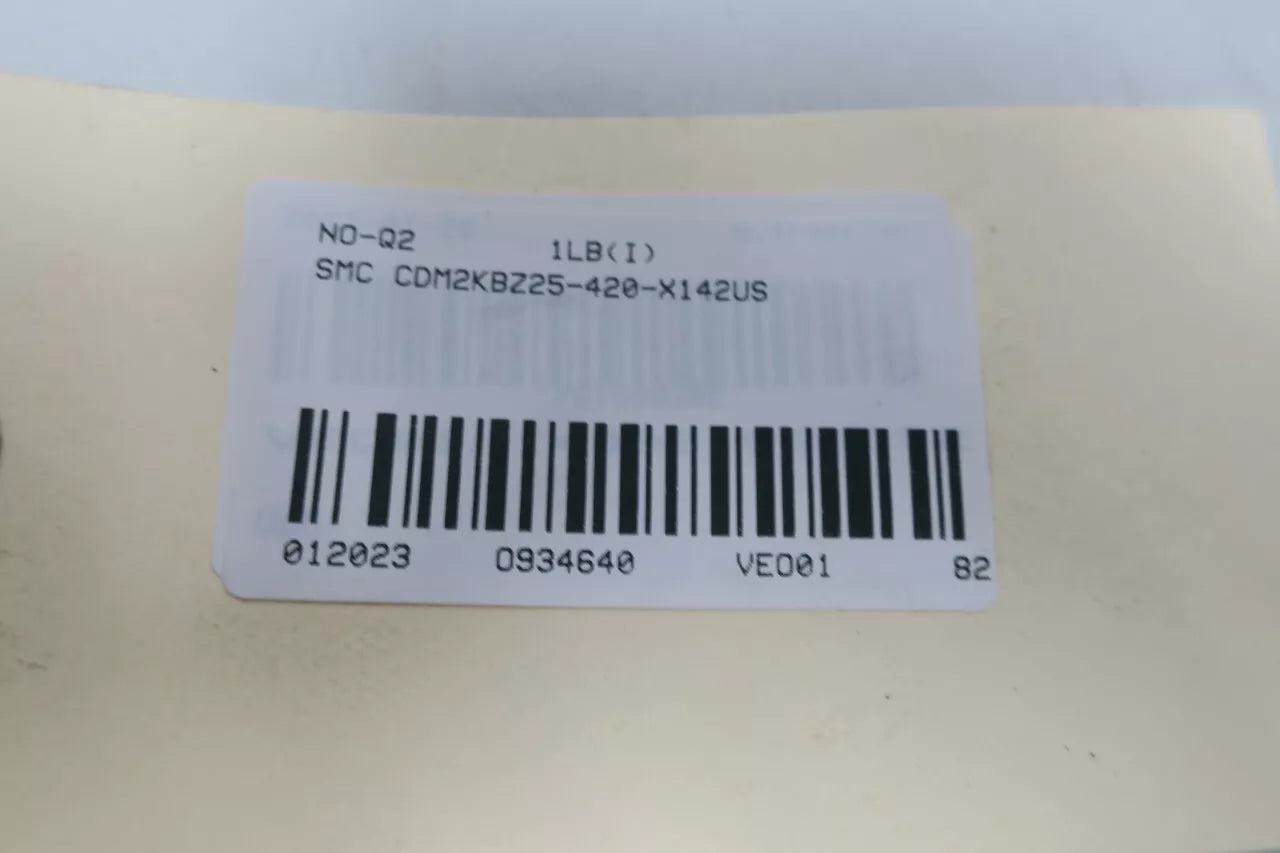 NO-Q2 1LB(I)
SMC CDM2KBZ25-420-X142US
012023 0934640 VE001 82